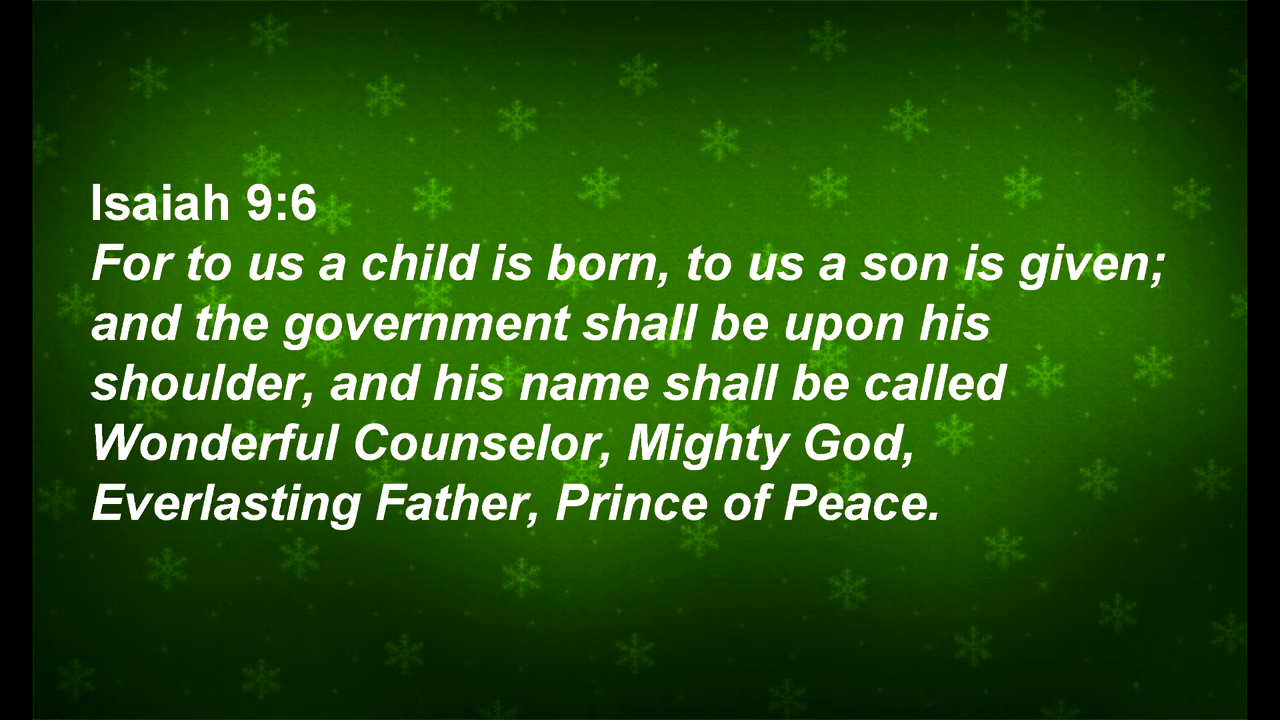 Isaiah 9:6
For to us a child is born, to us a son is given;
and the government shall be upon his
shoulder, and his name shall be called
Wonderful Counselor, Mighty God,
Everlasting Father, Prince of Peace.